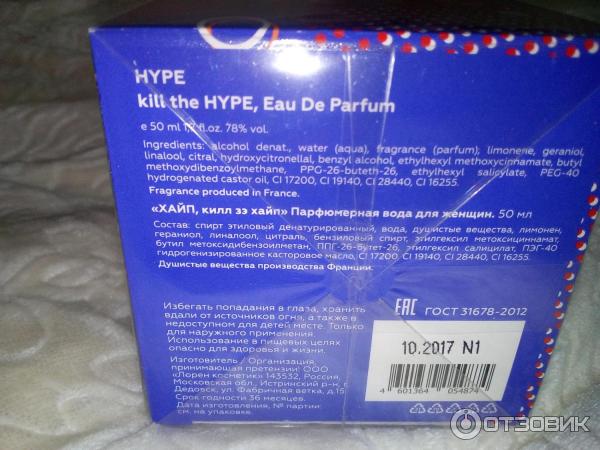 HYPE
kill the HYPE, Eau De Parfum
e 50 ml 1,7 fl.oz. 78% vol.
Ingredients: alcohol denat., water (aqua), fragrance (parfum); limonene, geraniol,
linalool, citral, hydroxycitronellal, benzyl alcohol, ethylhexyl methoxycinnamate, butyl
methoxydibenzoylmethane, PPG-26-buteth-26, ethylhexyl salicylate, PEG-40
hydrogenated castor oil, CI 17200, CI 19140, CI 28440, CI 16255.
Fragrance produced in France.
«ХАЙП, килл зэ хайп» Парфюмерная вода для женщин. 50 мл
Состав: спирт этиловый денатурированный, вода, душистые вещества, лимонен,
гераниол, линалоол, цитраль, бензиловый спирт, этилгексил метоксициннамат,
бутил метоксидибензоилметан, ППГ-26-Бутет-26, этилгексил салицилат, ПЭГ-40
гидрогенизированное касторовое масло, CI 17200, CI 19140, CI 28440, CI 16255.
Душистые вещества производства Франции.
Избегать попадания в глаза, хранить
вдали от источников огня, а также в
недоступном для детей месте. Только
для наружного применения.
Использование в пищевых целях
опасно для здоровья и жизни.
Изготовитель / Организация,
принимающая претензии: ООО
«Лорен косметик» 143532, Россия,
Московская обл., Истринский р-н, г.
Дедовск, ул. Фабричная ветка, д.15
Срок годности 36 месяцев.
Дата изготовления / № партии:
см. на упаковке.
EAC ГОСТ 31678-2012
10.2017 N1
4 601364 054874
ОТЗОВИК